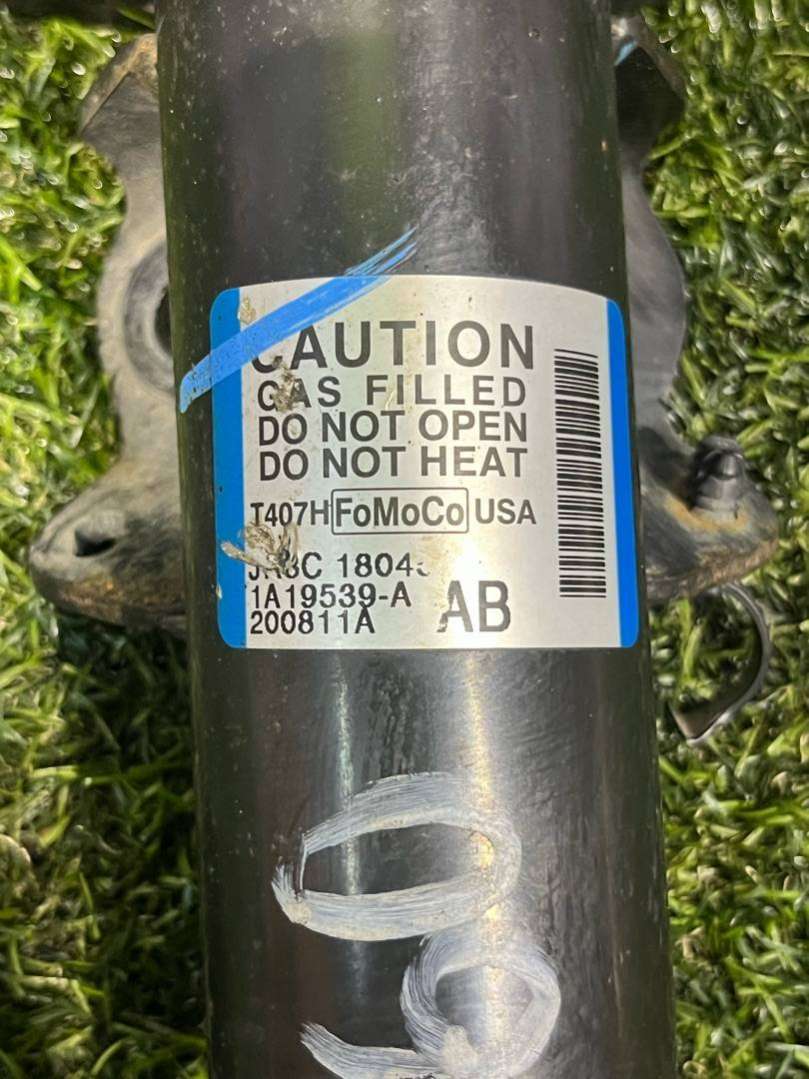 CAUTION
GAS FILLED
DO NOT OPEN
DO NOT HEAT
T407H FoMoCo USA
1A19539-A AB
200811A